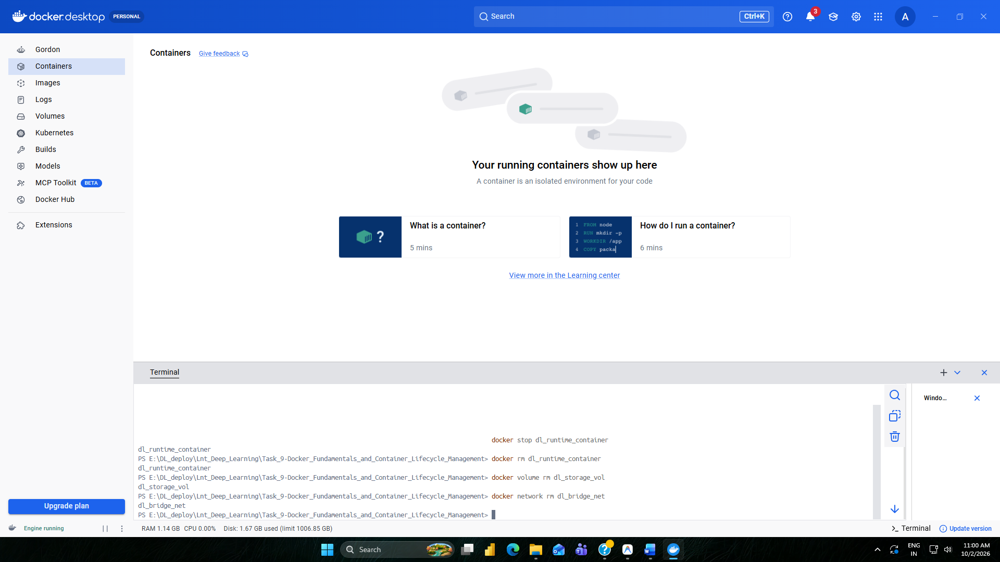 docker.desktop PERSONAL
Search Ctrl+K
3
A
Gordon
Containers
Images
Logs
Volumes
Kubernetes
Builds
Models
MCP Toolkit BETA
Docker Hub
Extensions
Upgrade plan
Containers Give feedback
Your running containers show up here
A container is an isolated environment for your code
?
What is a container?
5 mins
1 FROM node
2 RUN mkdir -p
3 WORKDIR /app
4 COPY packa
How do I run a container?
6 mins
View more in the Learning center
Terminal
Windo...
docker stop dl_runtime_container
dl_runtime_container
PS E:\DL_deploy\Lnt_Deep_Learning\Task_9-Docker_Fundamentals_and_Container_Lifecycle_Management> docker rm dl_runtime_container
dl_runtime_container
PS E:\DL_deploy\Lnt_Deep_Learning\Task_9-Docker_Fundamentals_and_Container_Lifecycle_Management> docker volume rm dl_storage_vol
dl_storage_vol
PS E:\DL_deploy\Lnt_Deep_Learning\Task_9-Docker_Fundamentals_and_Container_Lifecycle_Management> docker network rm dl_bridge_net
dl_bridge_net
PS E:\DL_deploy\Lnt_Deep_Learning\Task_9-Docker_Fundamentals_and_Container_Lifecycle_Management>
Engine running
RAM 1.14 GB CPU 0.00% Disk: 1.67 GB used (limit 1006.85 GB)
Terminal
Update version
Search
ENG
IN
11:00 AM
10/2/2026